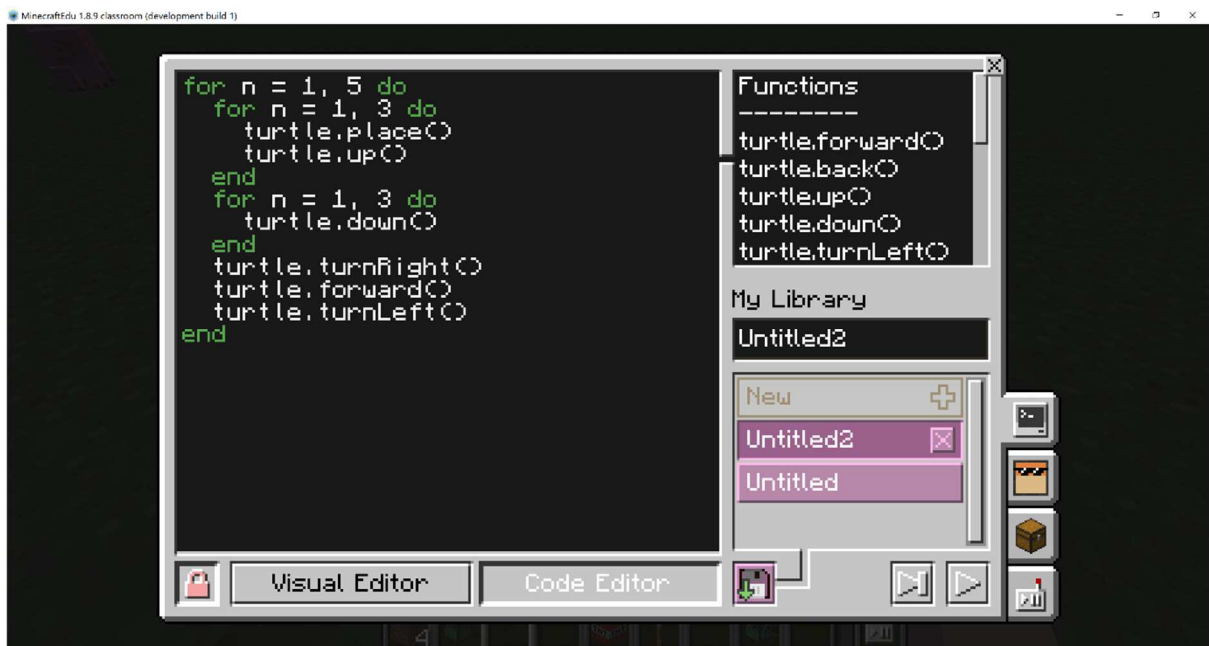 MinecraftEdu 1.8.9 classroom (development build 1)
for n = 1, 5 do
for n = 1, 3 do
turtle.place()
turtle.up()
end
for n = 1, 3 do
turtle.down()
end
turtle.turnRight()
turtle.forward()
turtle.turnLeft()
end
Functions
--------
turtle.forward()
turtle.back()
turtle.up()
turtle.down()
turtle.turnLeft()
My Library
Untitled2
New
Untitled2
Untitled
Visual Editor
Code Editor
4